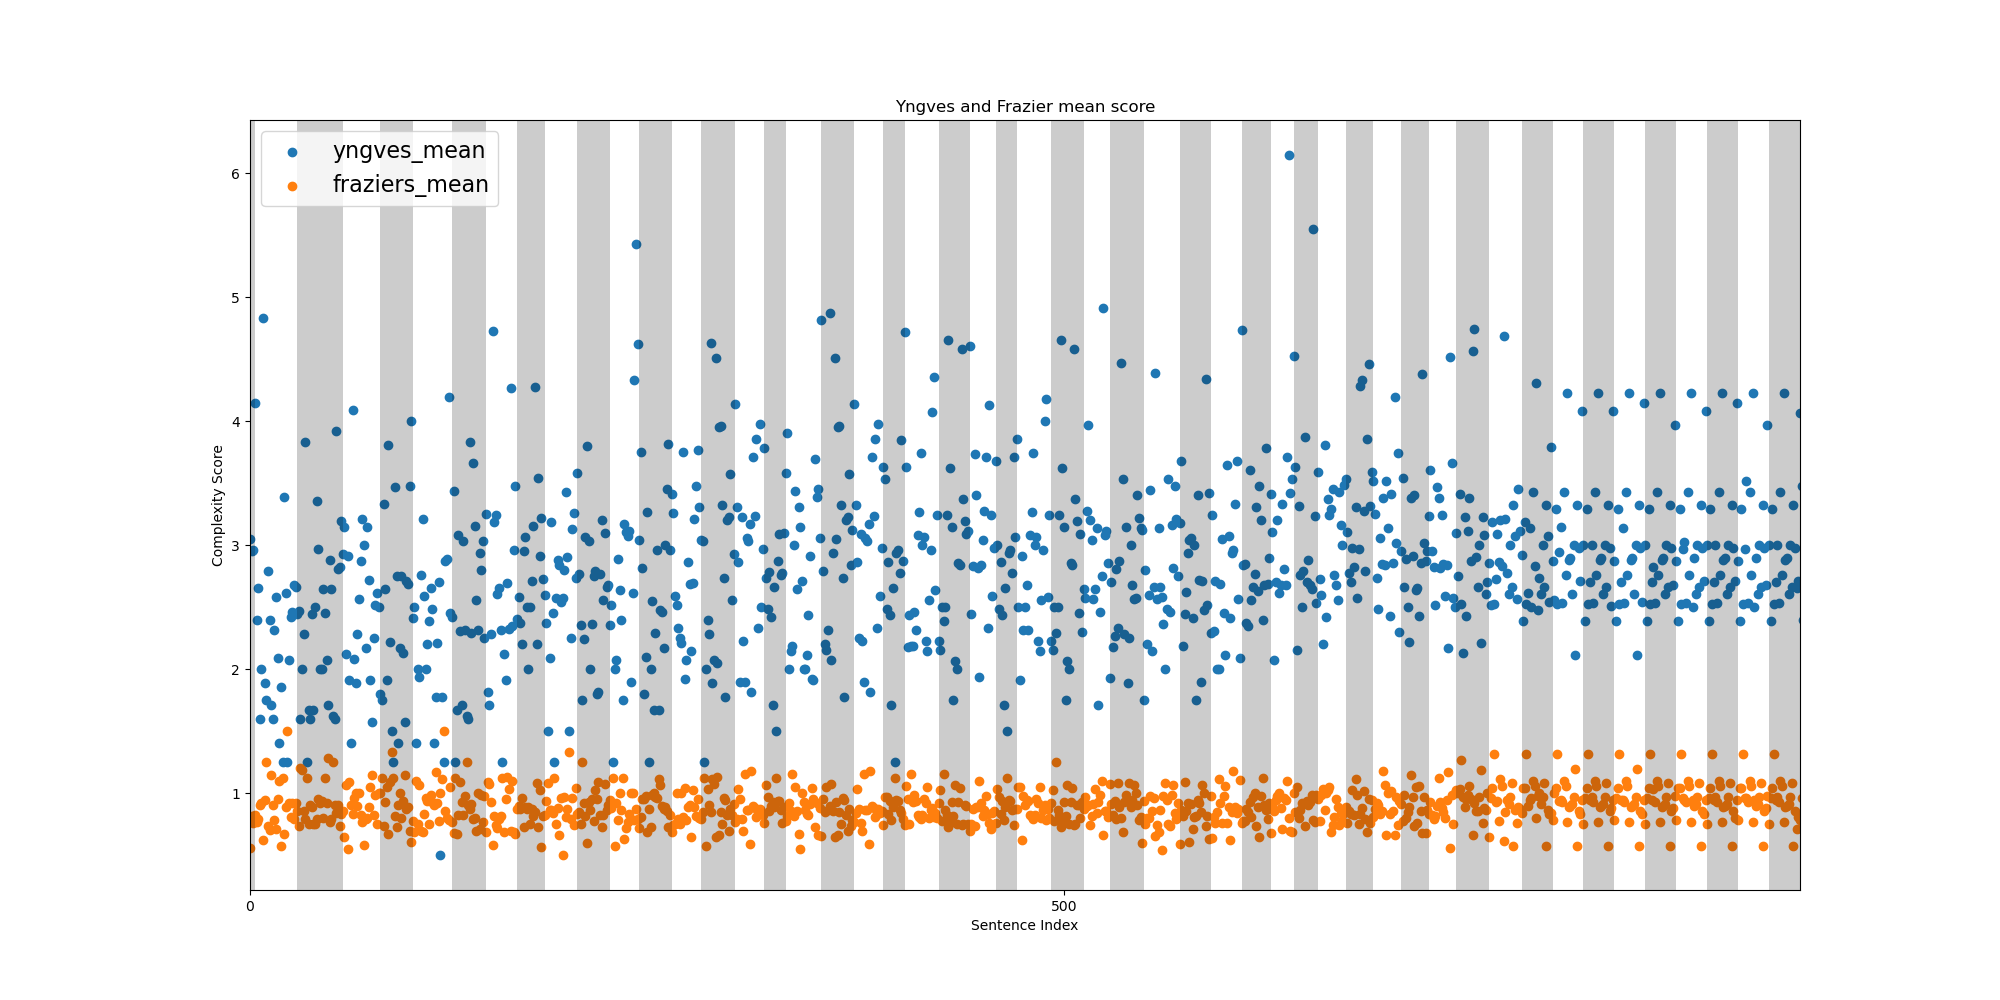 Yngves and Frazier mean score
yngves_mean
fraziers_mean
6
5
4
3
2
1
Complexity Score
0
500
Sentence Index